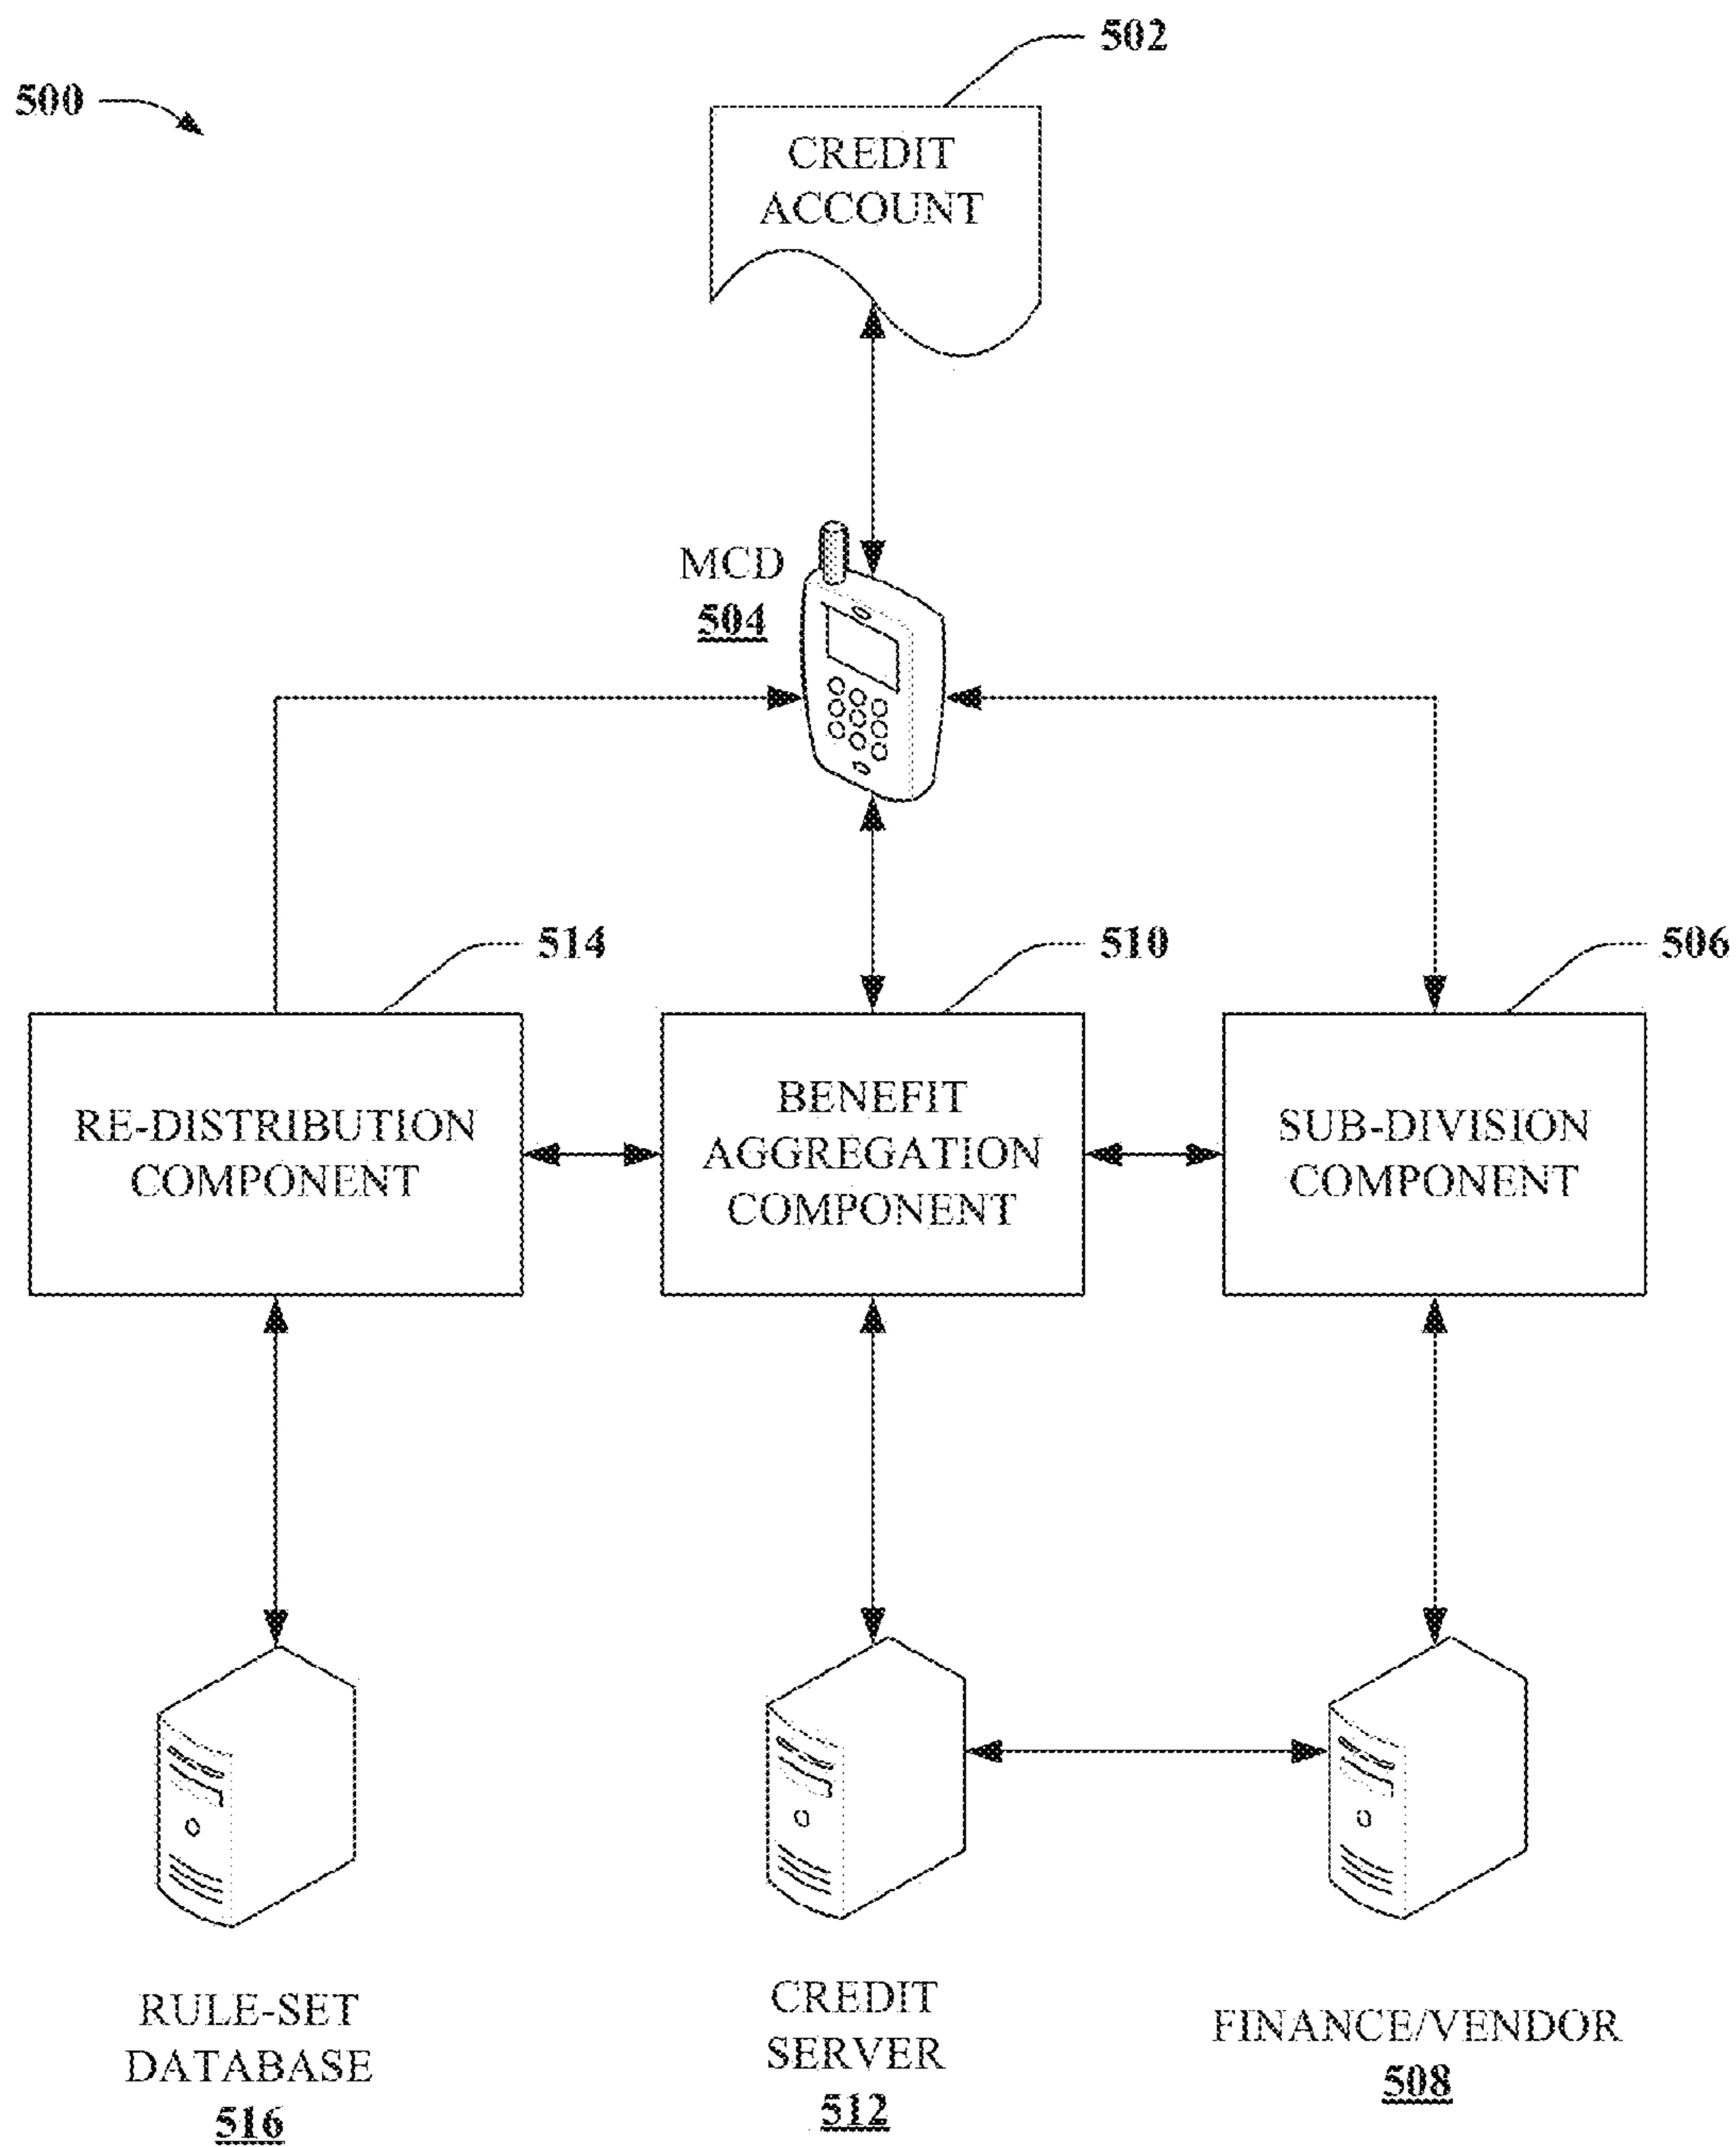 502
500
CREDIT
ACCOUNT
MCD
504
514
510
506
RE-DISTRIBUTION
COMPONENT
BENEFIT
AGGREGATION
COMPONENT
SUB-DIVISION
COMPONENT
RULE-SET
DATABASE
516
CREDIT
SERVER
512
FINANCE/VENDOR
508